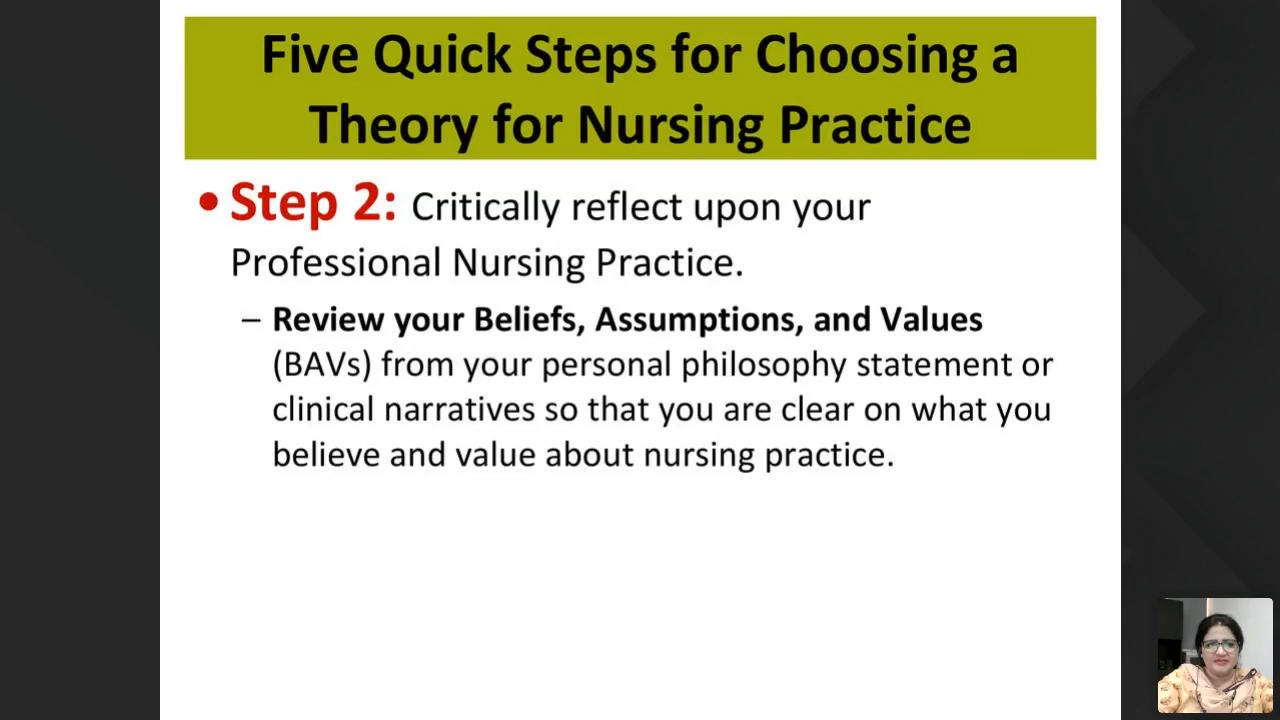 Five Quick Steps for Choosing a
Theory for Nursing Practice
• Step 2: Critically reflect upon your
Professional Nursing Practice.
– Review your Beliefs, Assumptions, and Values
(BAVs) from your personal philosophy statement or
clinical narratives so that you are clear on what you
believe and value about nursing practice.